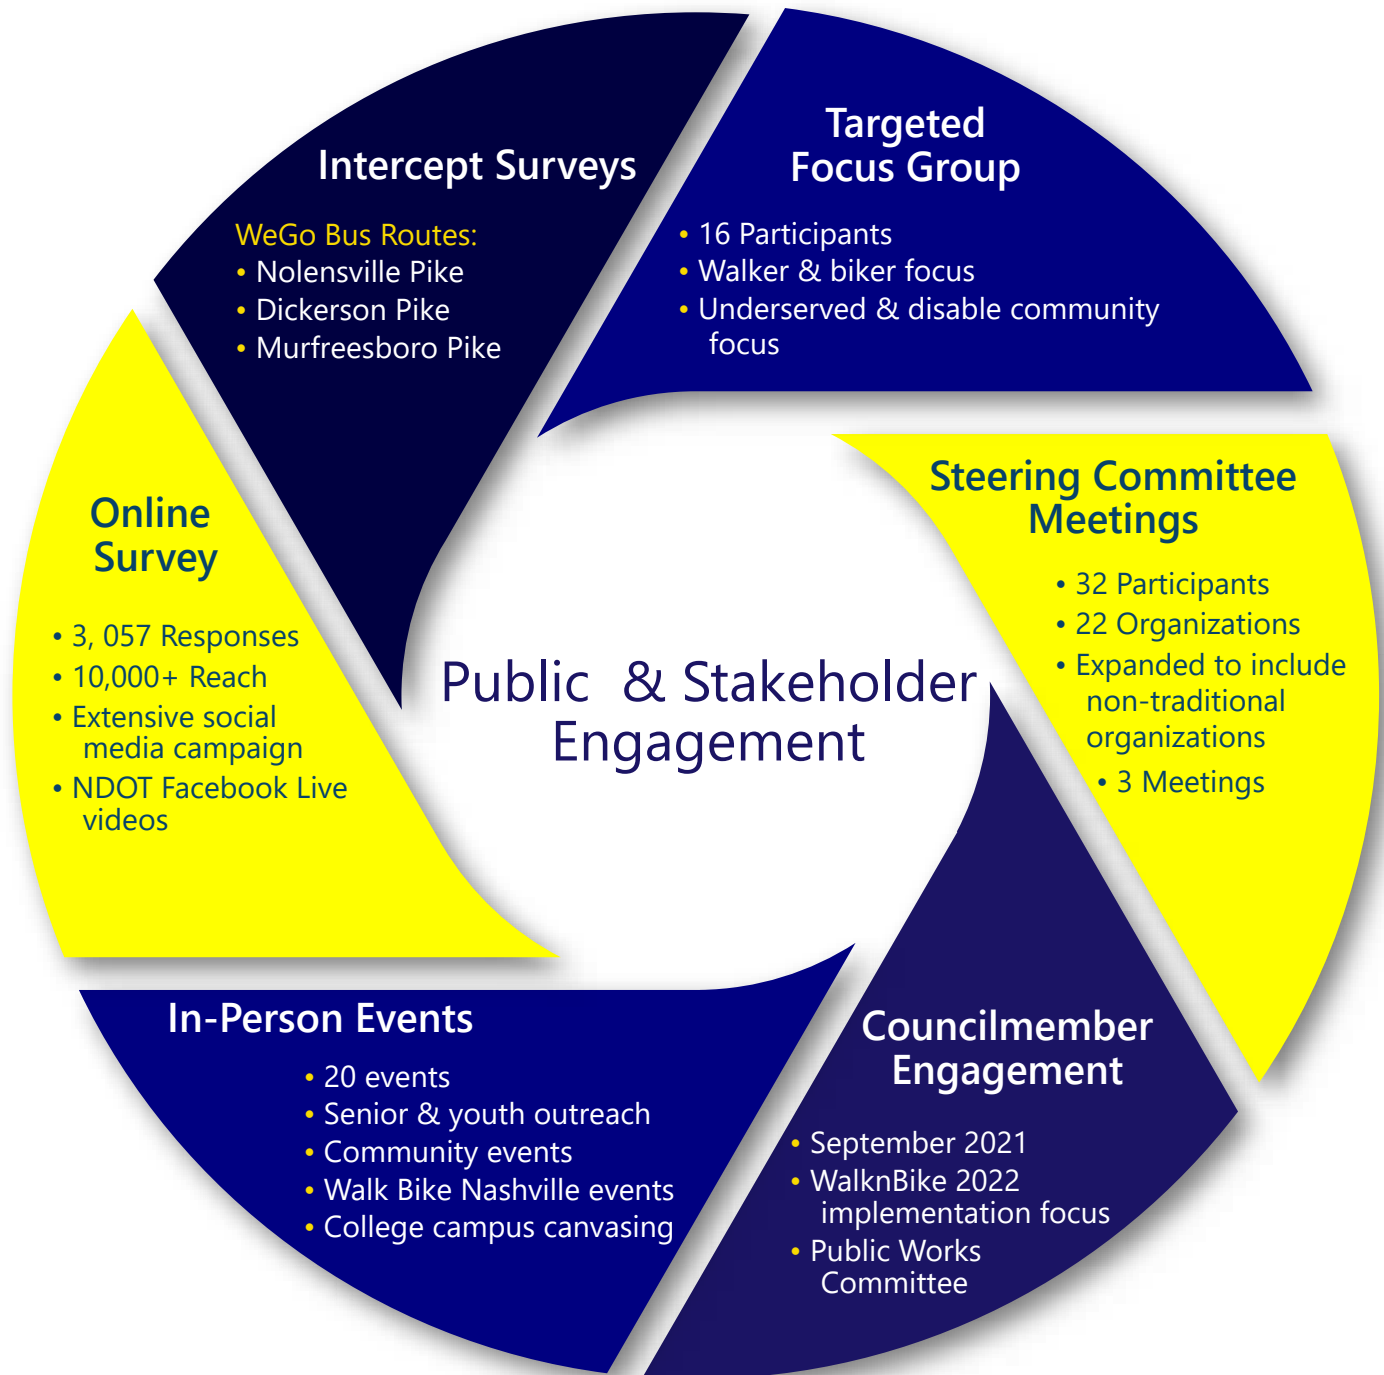 Intercept Surveys
WeGo Bus Routes:
• Nolensville Pike
• Dickerson Pike
• Murfreesboro Pike
Targeted
Focus Group
• 16 Participants
• Walker & biker focus
• Underserved & disable community
focus
Steering Committee
Meetings
• 32 Participants
• 22 Organizations
• Expanded to include
non-traditional
organizations
• 3 Meetings
Online
Survey
• 3, 057 Responses
• 10,000+ Reach
• Extensive social
media campaign
• NDOT Facebook Live
videos
Public & Stakeholder
Engagement
In-Person Events
• 20 events
• Senior & youth outreach
• Community events
• Walk Bike Nashville events
• College campus canvasing
Councilmember
Engagement
• September 2021
• WalknBike 2022
implementation focus
• Public Works
Committee